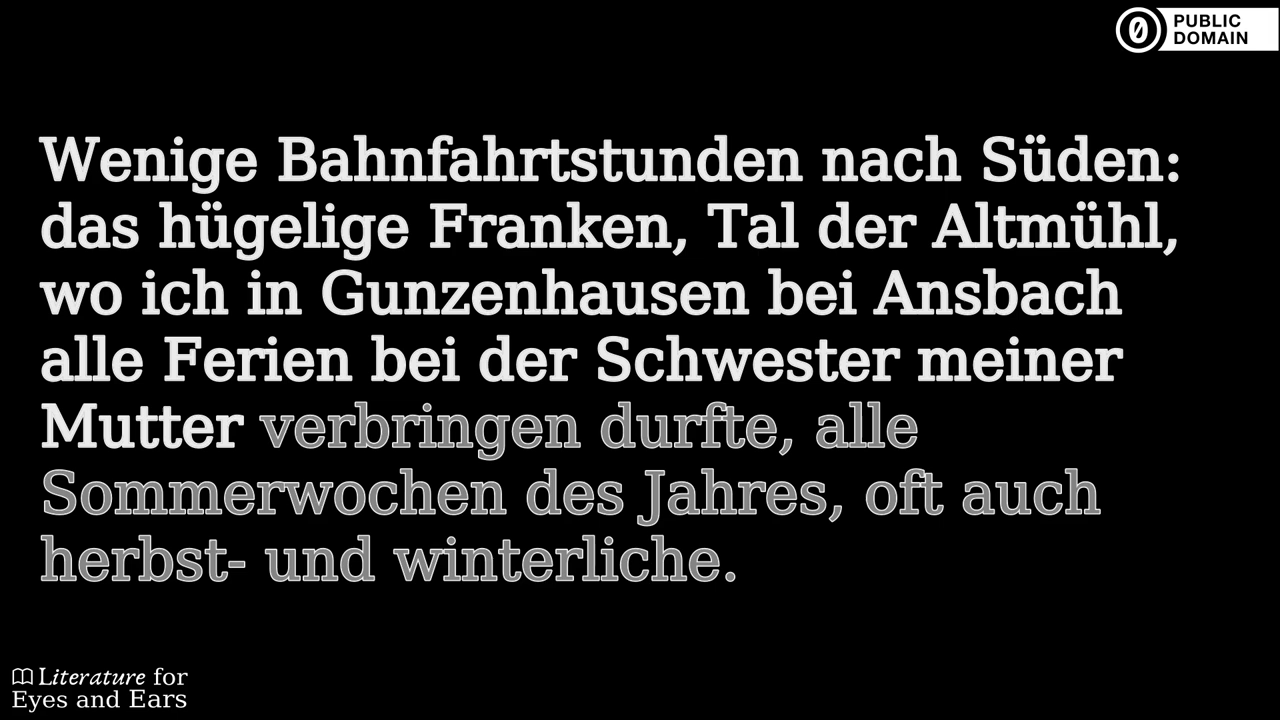 PUBLIC
DOMAIN
Wenige Bahnfahrtstunden nach Süden:
das hügelige Franken, Tal der Altmühl,
wo ich in Gunzenhausen bei Ansbach
alle Ferien bei der Schwester meiner
Mutter verbringen durfte, alle
Sommerwochen des Jahres, oft auch
herbst- und winterliche.
Literature for
Eyes and Ears